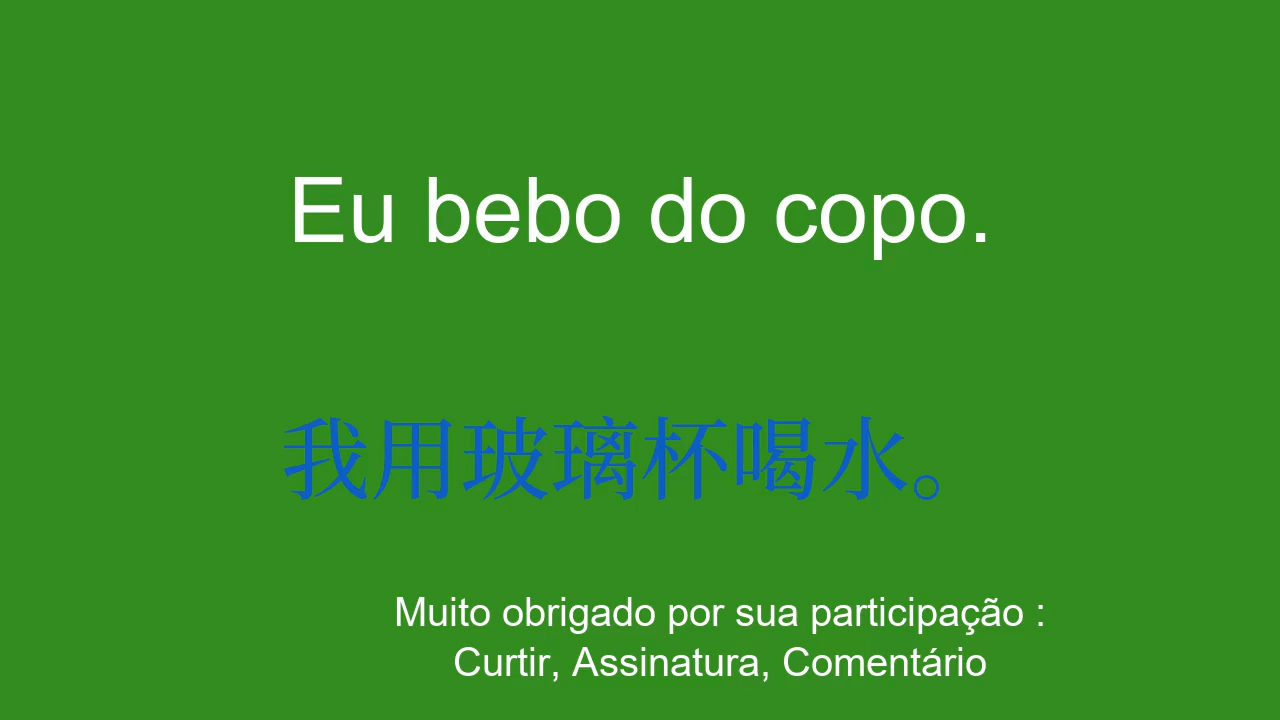 Eu bebo do copo.
我用玻璃杯喝水。
Muito obrigado por sua participação :
Curtir, Assinatura, Comentário